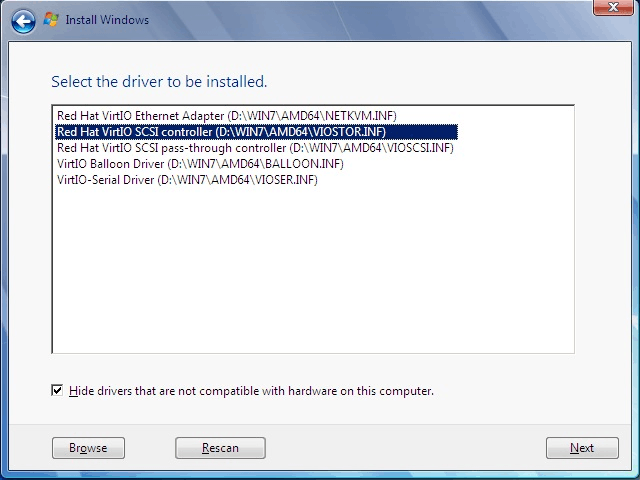 Install Windows
Select the driver to be installed.
Red Hat VirtIO Ethernet Adapter (D:\WIN7\AMD64\NETKVM.INF)
Red Hat VirtIO SCSI controller (D:\WIN7\AMD64\VIOSTOR.INF)
Red Hat VirtIO SCSI pass-through controller (D:\WIN7\AMD64\VIOSCSI.INF)
VirtIO Balloon Driver (D:\WIN7\AMD64\BALLOON.INF)
VirtIO-Serial Driver (D:\WIN7\AMD64\VIOSER.INF)
Hide drivers that are not compatible with hardware on this computer.
Browse Rescan Next